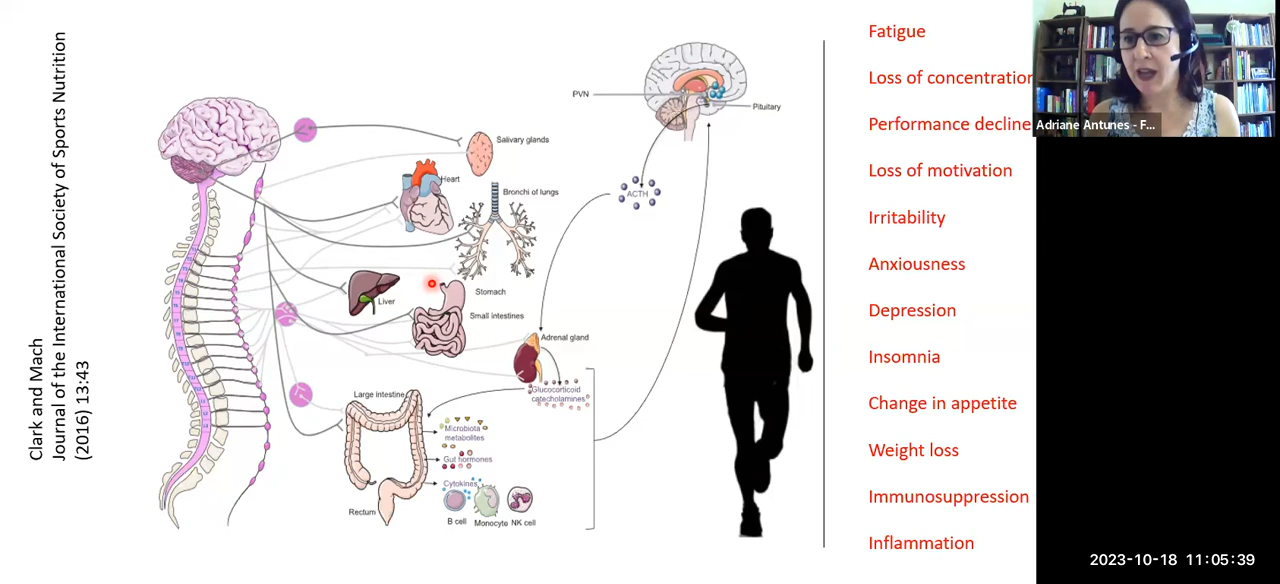 Clark and Mach
Journal of the International Society of Sports Nutrition
(2016) 13:43
PVN
Pituitary
Salivary glands
Heart
Bronchi of lungs
ACTH
Liver
Stomach
Small intestines
Adrenal gland
Glucocorticoid
catecholamines
Large Intestine
Microbiota
metabolites
Gut hormones
Cytokines
Rectum
B cell
Monocyte
NK cell
Fatigue
Loss of concentration
Performance decline
Loss of motivation
Irritability
Anxiousness
Depression
Insomnia
Change in appetite
Weight loss
Immunosuppression
Inflammation
Adriane Antunes - F...
2023-10-18 11:05:39